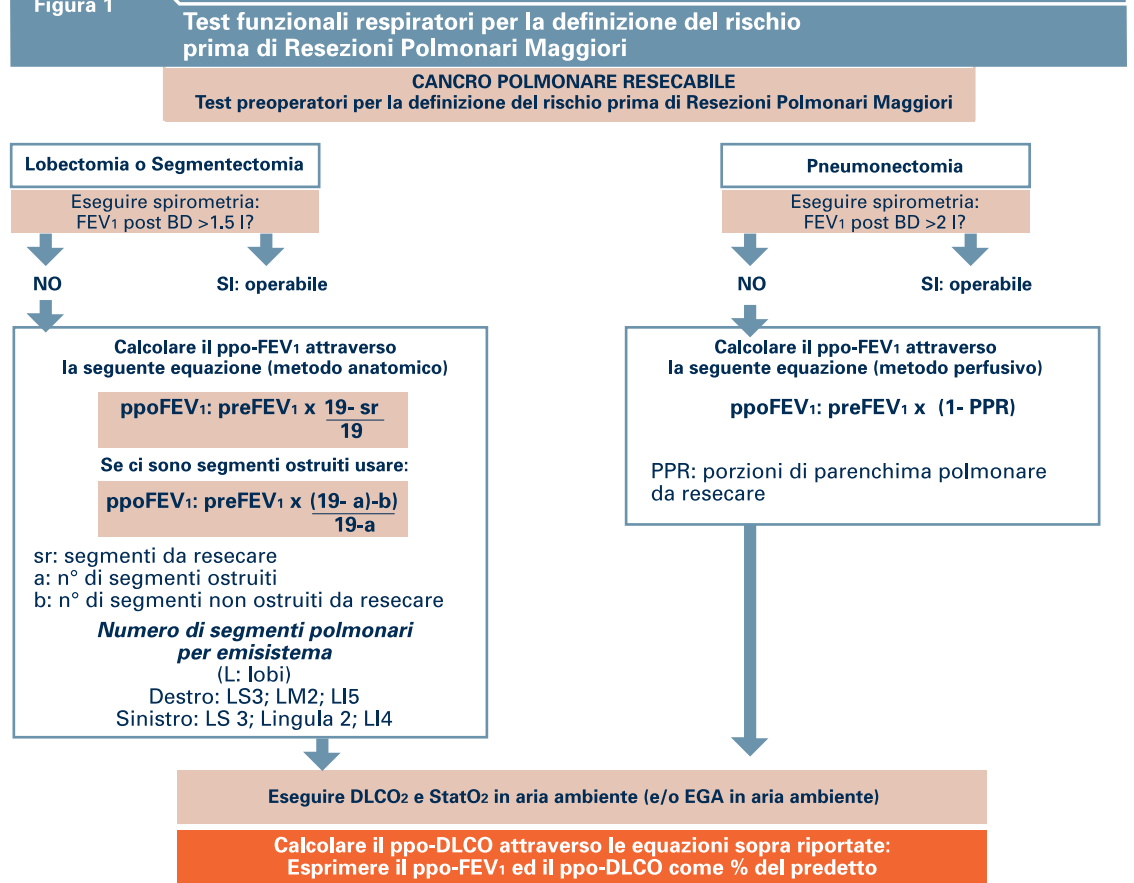 Figura 1
Test funzionali respiratori per la definizione del rischio
prima di Resezioni Polmonari Maggiori
CANCRO POLMONARE RESECABILE
Test preoperatori per la definizione del rischio prima di Resezioni Polmonari Maggiori
Lobectomia o Segmentectomia
Eseguire spirometria:
FEV1 post BD >1.5 l?
NO
SI: operabile
Calcolare il ppo-FEV1 attraverso
la seguente equazione (metodo anatomico)
ppoFEV1: preFEV1 x 19- sr
19
Se ci sono segmenti ostruiti usare:
ppoFEV1: preFEV1 x (19- a)-b)
19-a
sr: segmenti da resecare
a: n° di segmenti ostruiti
b: n° di segmenti non ostruiti da resecare
Numero di segmenti polmonari
per emisistema
(L: lobi)
Destro: LS3; LM2; LI5
Sinistro: LS 3; Lingula 2; LI4
Pneumonectomia
Eseguire spirometria:
FEV1 post BD >2 l?
NO
SI: operabile
Calcolare il ppo-FEV1 attraverso
la seguente equazione (metodo perfusivo)
ppoFEV1: preFEV1 x (1- PPR)
PPR: porzioni di parenchima polmonare
da resecare
Eseguire DLCO2 e StatO2 in aria ambiente (e/o EGA in aria ambiente)
Calcolare il ppo-DLCO attraverso le equazioni sopra riportate:
Esprimere il ppo-FEV1 ed il ppo-DLCO come % del predetto